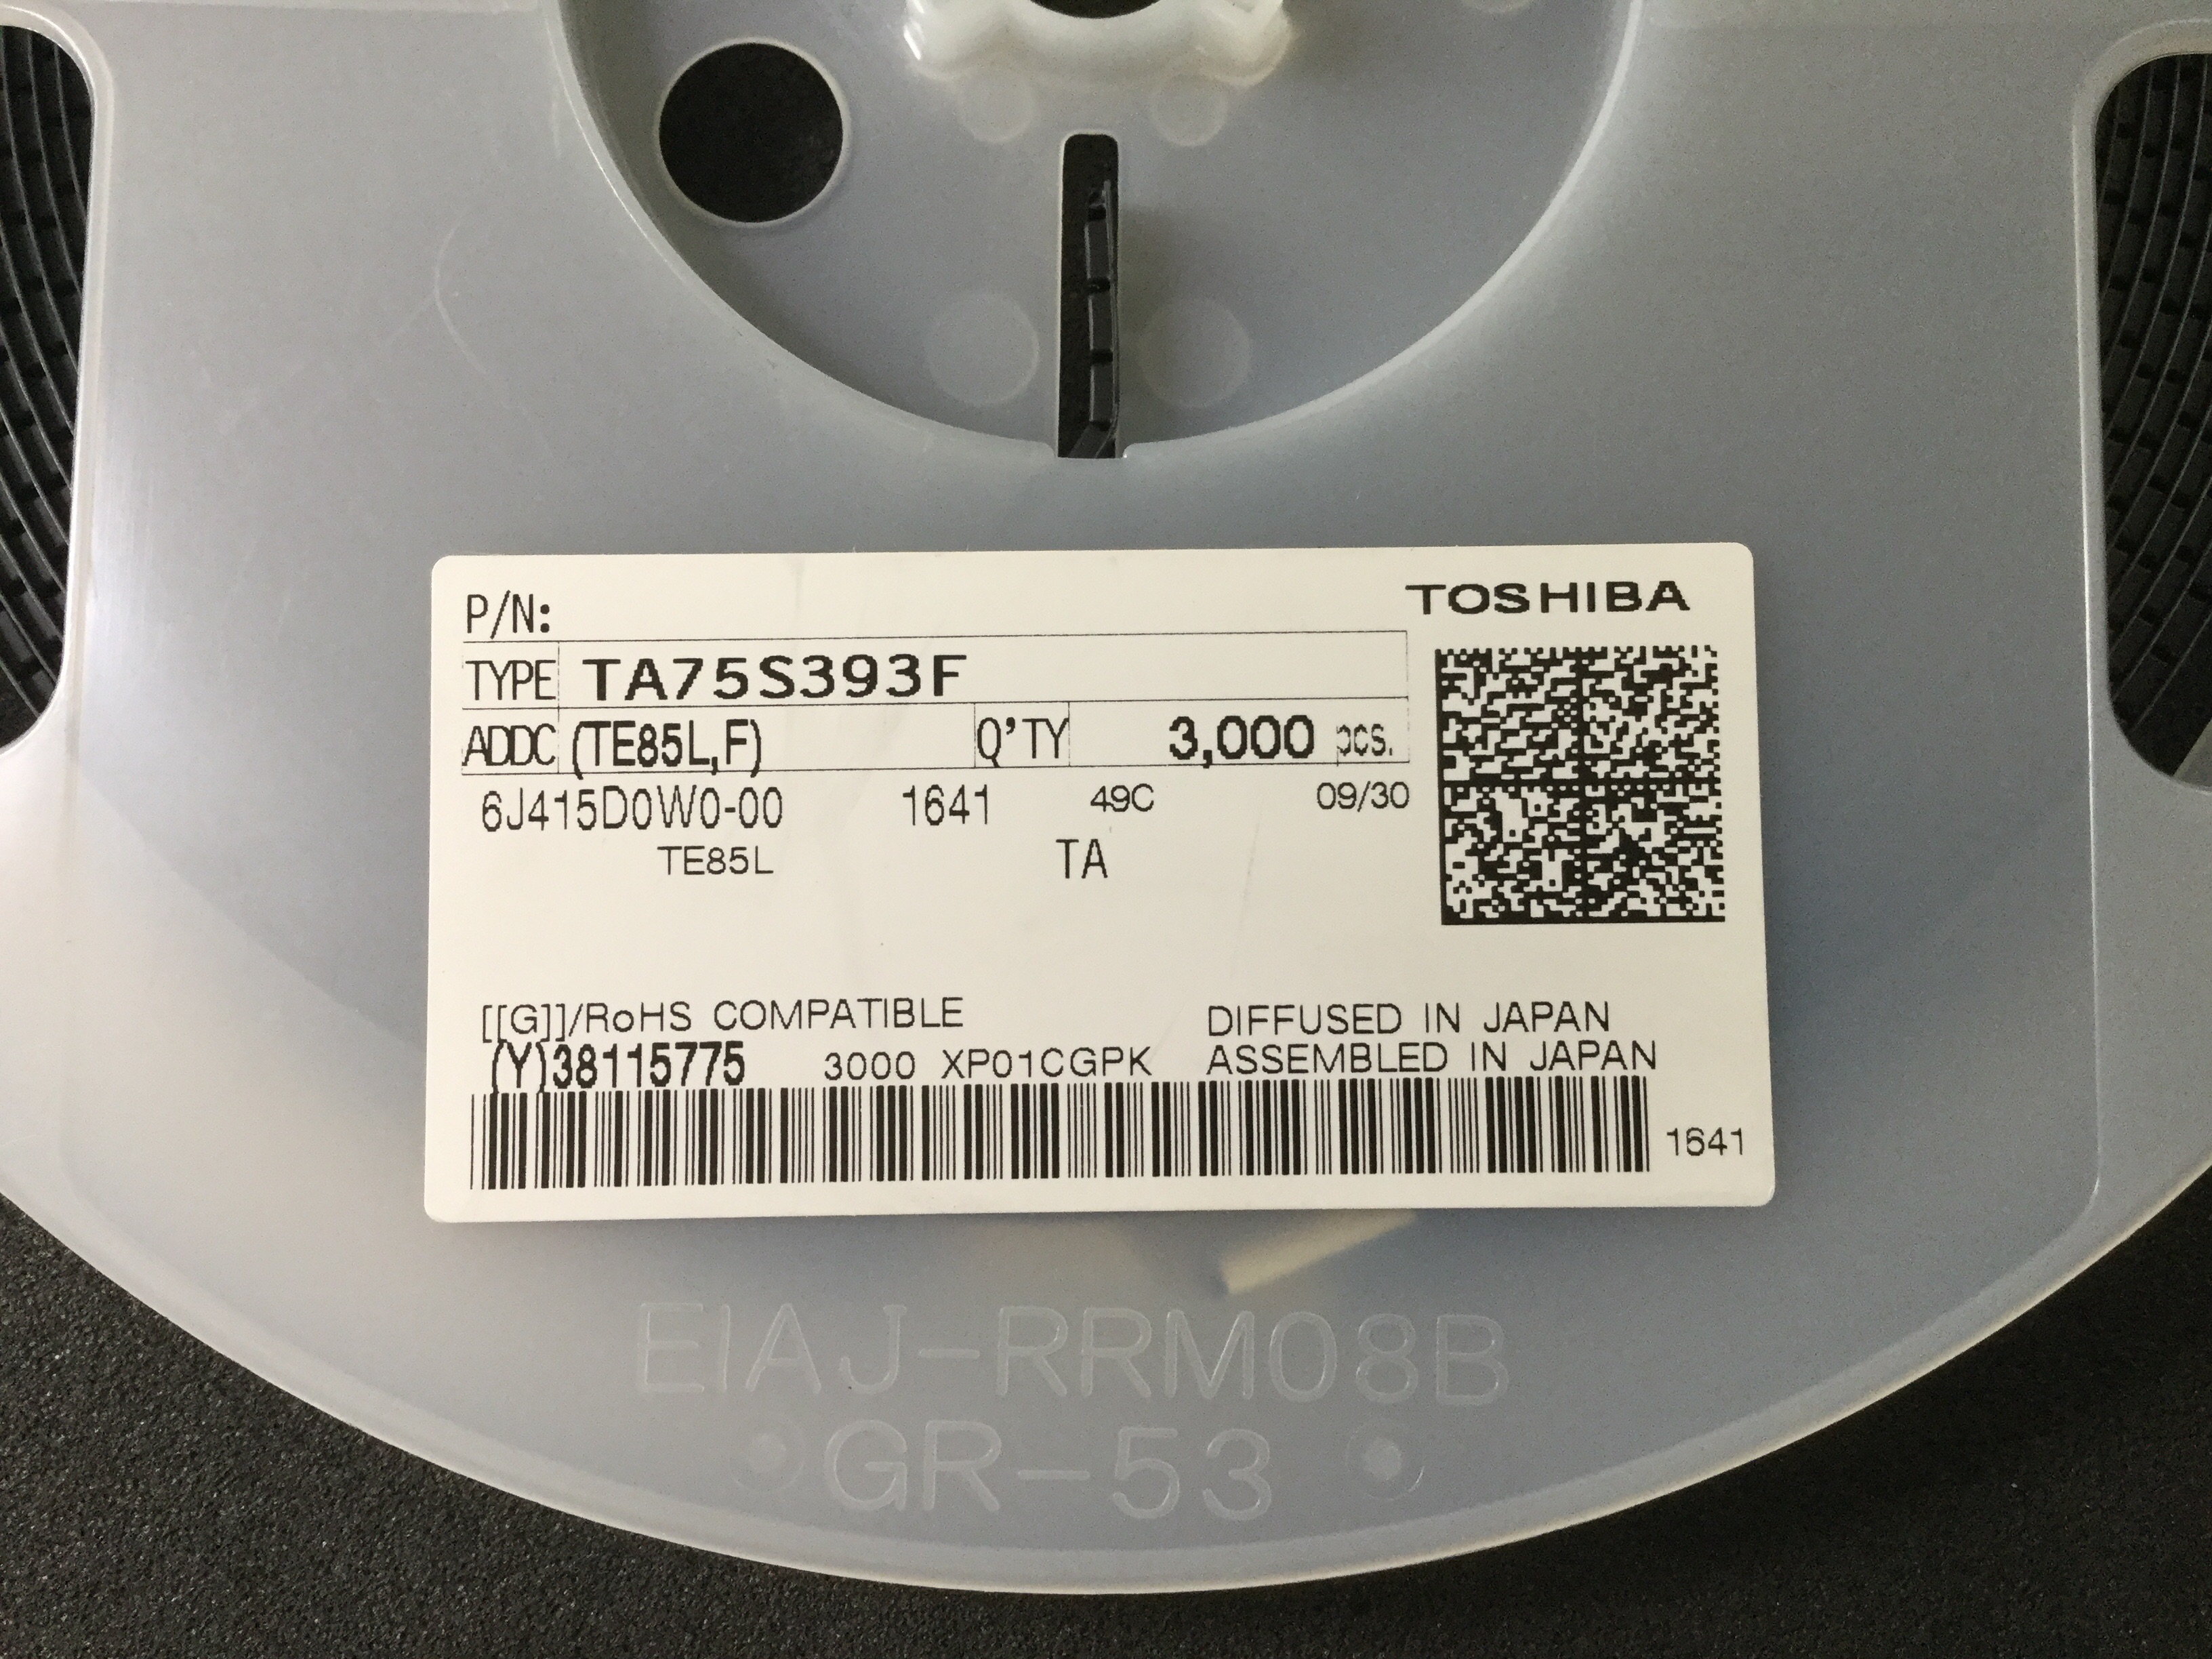 P/N:
TOSHIBA
TYPE TA75S393F
ADDC (TE85L,F) Q'TY 3,000 pcs.
6J415D0W0-00 1641 49C 09/30
TE85L TA
[[G]]/RoHS COMPATIBLE DIFFUSED IN JAPAN
(Y)38115775 3000 XP01CGPK ASSEMBLED IN JAPAN
1641
EIAJ-RRM08B
GR-53